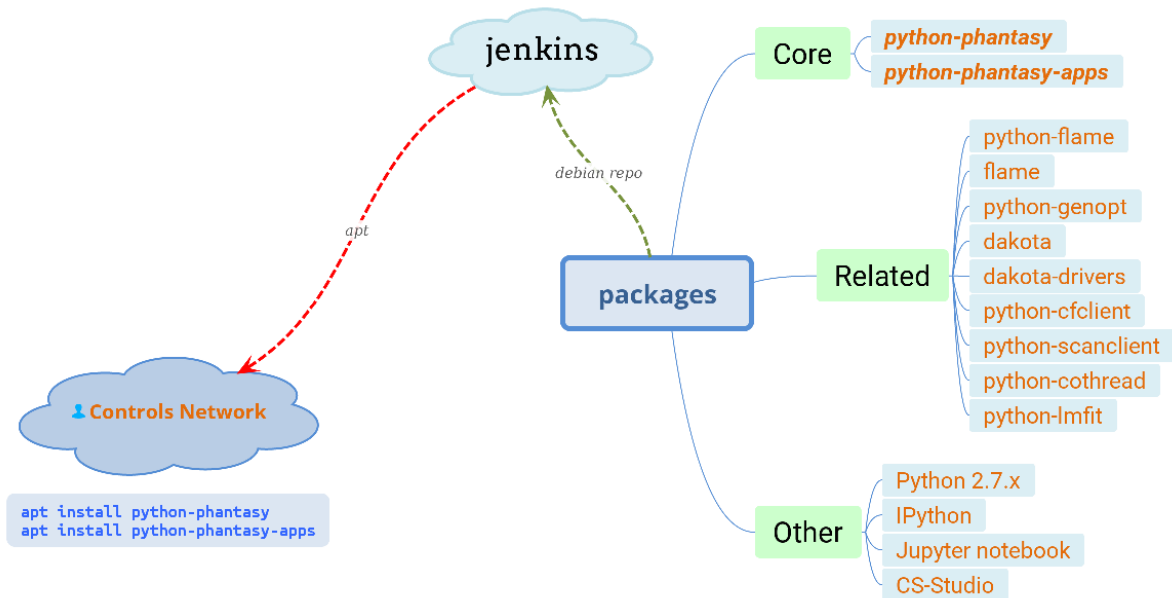 jenkins
debian repo
apt
Controls Network
apt install python-phantasy
apt install python-phantasy-apps
packages
Core
python-phantasy
python-phantasy-apps
Related
python-flame
flame
python-genopt
dakota
dakota-drivers
python-cfclient
python-scanclient
python-cothread
python-lmfit
Other
Python 2.7.x
IPython
Jupyter notebook
CS-Studio